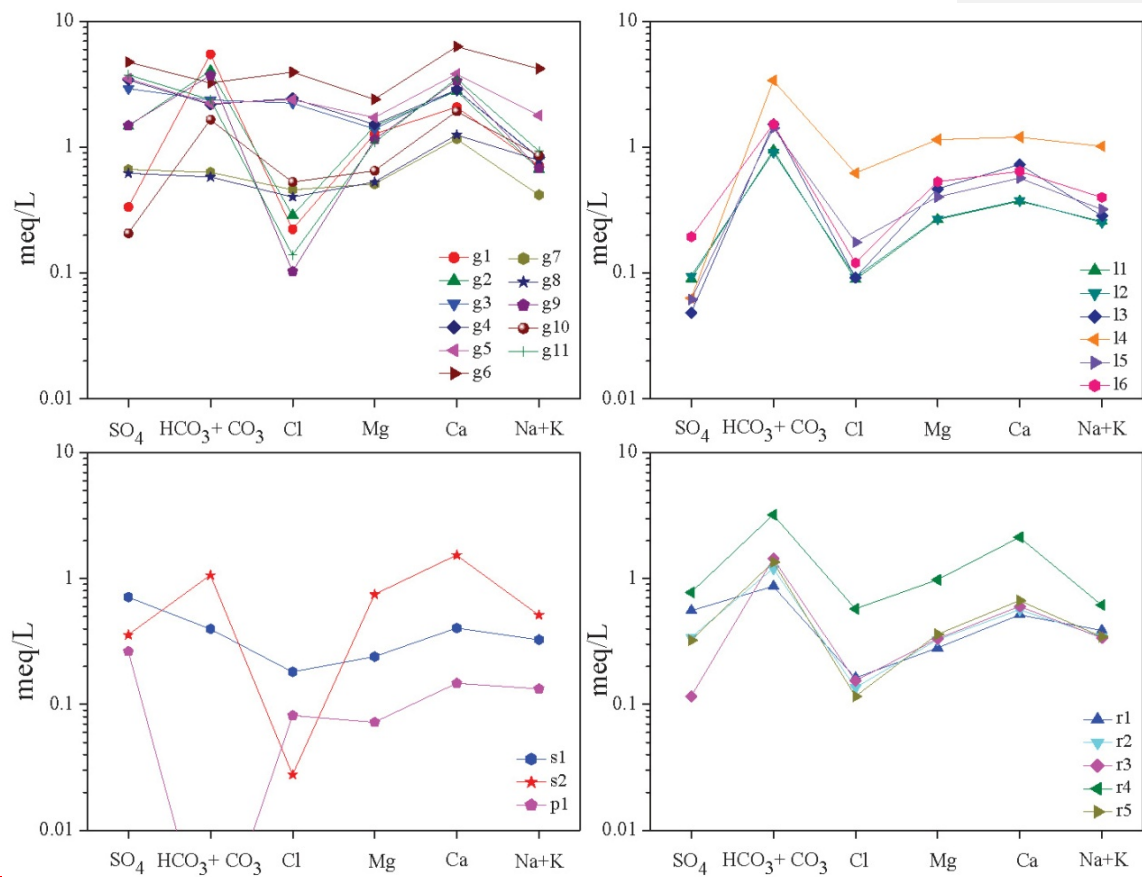 10
1
0.1
0.01
meq/L
SO4 HCO3+ CO3 Cl Mg Ca Na+K
g1
g2
g3
g4
g5
g6
g7
g8
g9
g10
g11
10
1
0.1
0.01
meq/L
SO4 HCO3+ CO3 Cl Mg Ca Na+K
l1
l2
l3
l4
l5
l6
10
1
0.1
0.01
meq/L
SO4 HCO3+ CO3 Cl Mg Ca Na+K
s1
s2
p1
10
1
0.1
0.01
meq/L
SO4 HCO3+ CO3 Cl Mg Ca Na+K
r1
r2
r3
r4
r5